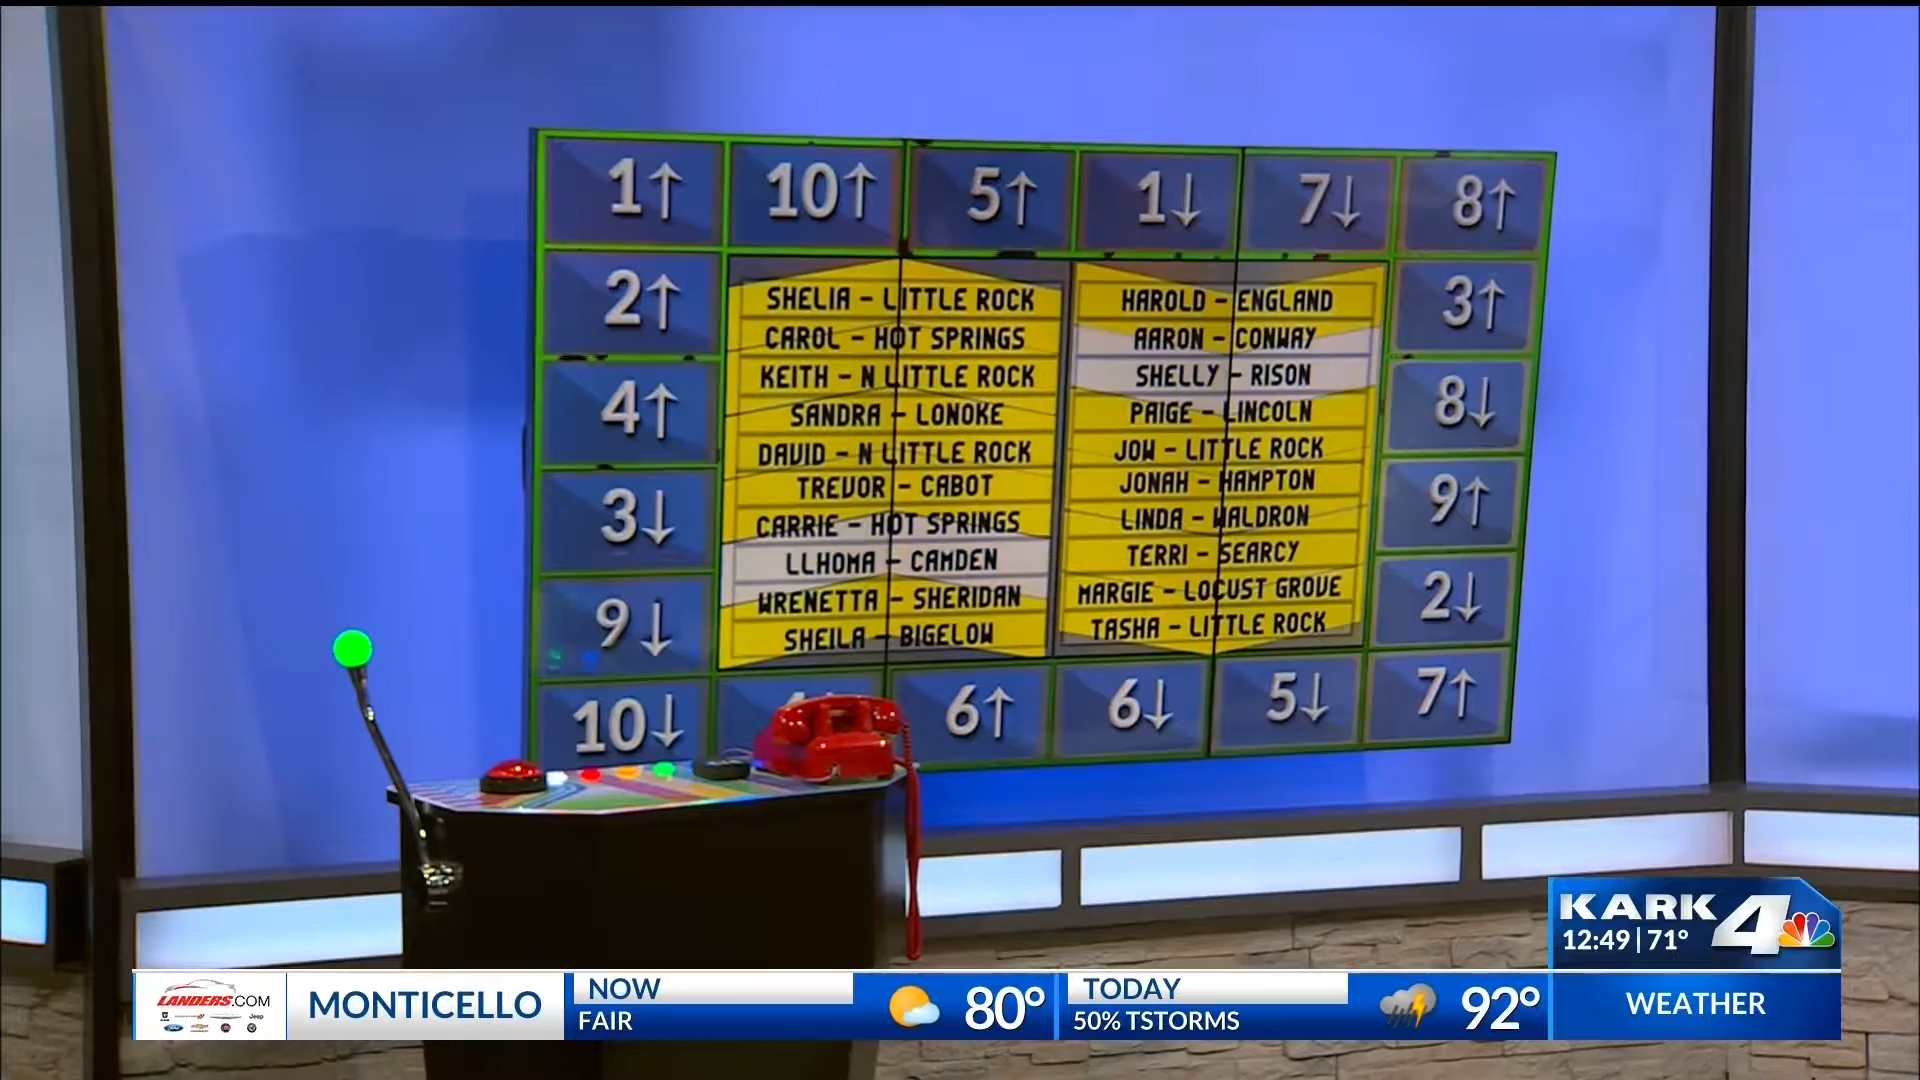 1↑ 10↑ 5↑ 1↓ 7↓ 8↑
2↑
4↑
3↓
9↓
10↓
SHELIA - LITTLE ROCK
CAROL - HOT SPRINGS
KEITH - N LITTLE ROCK
SANDRA - LONOKE
DAVID - N LITTLE ROCK
TREVOR - CABOT
CARRIE - HOT SPRINGS
LLHOMA - CAMDEN
WRENETTA - SHERIDAN
SHEILA - BIGELOW
HAROLD - ENGLAND
AARON - CONWAY
SHELLY - RISON
PAIGE - LINCOLN
JOW - LITTLE ROCK
JONAH - HAMPTON
LINDA - WALDRON
TERRI - SEARCY
MARGIE - LOCUST GROVE
TASHA - LITTLE ROCK
3↑
8↓
9↑
2↓
6↑ 6↓ 5↓ 7↑
KARK 4
12:49 | 71°
LANDERS.COM
Jeep
Ford
MONTICELLO
NOW
FAIR
80°
TODAY
50% TSTORMS
92°
WEATHER